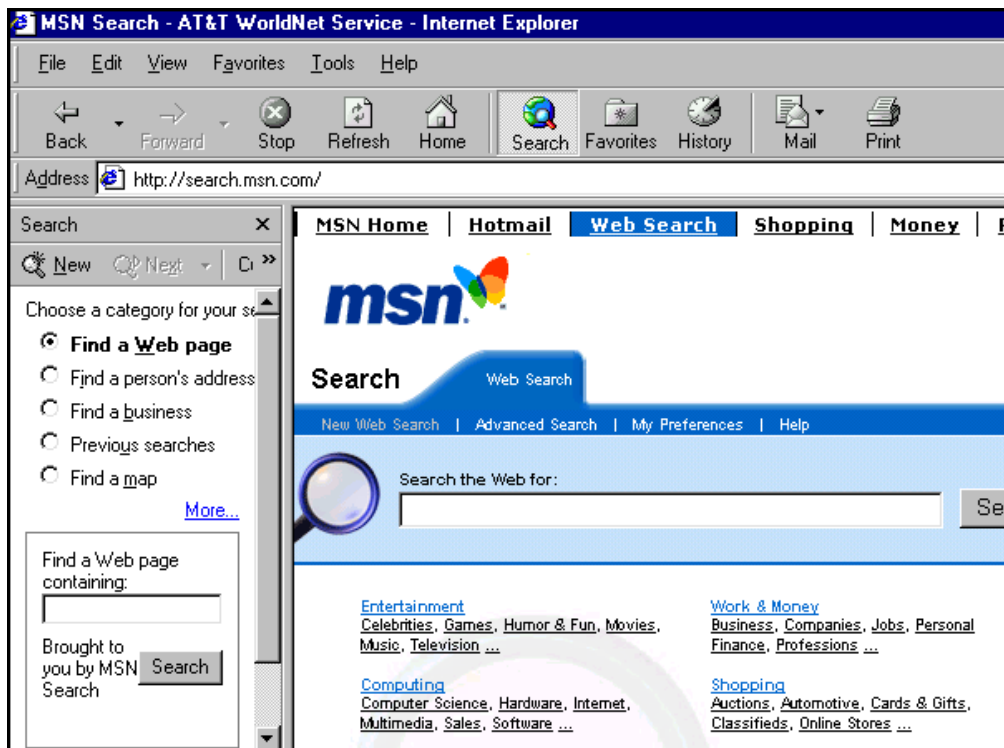 MSN Search - AT&T WorldNet Service - Internet Explorer
File Edit View Favorites Tools Help
Back Forward Stop Refresh Home Search Favorites History Mail Print
Address http://search.msn.com/
Search
New Next
Choose a category for your
Find a Web page
Find a person's address
Find a business
Previous searches
Find a map
More...
Find a Web page
containing:
Brought to
you by MSN
Search
Search
MSN Home | Hotmail | Web Search | Shopping | Money |
msn
Search
Web Search
New Web Search | Advanced Search | My Preferences | Help
Search the Web for:
Entertainment
Celebrities, Games, Humor & Fun, Movies,
Music, Television ...
Work & Money
Business, Companies, Jobs, Personal
Finance, Professions ...
Computing
Computer Science, Hardware, Internet,
Multimedia, Sales, Software ...
Shopping
Auctions, Automotive, Cards & Gifts,
Classifieds, Online Stores ...